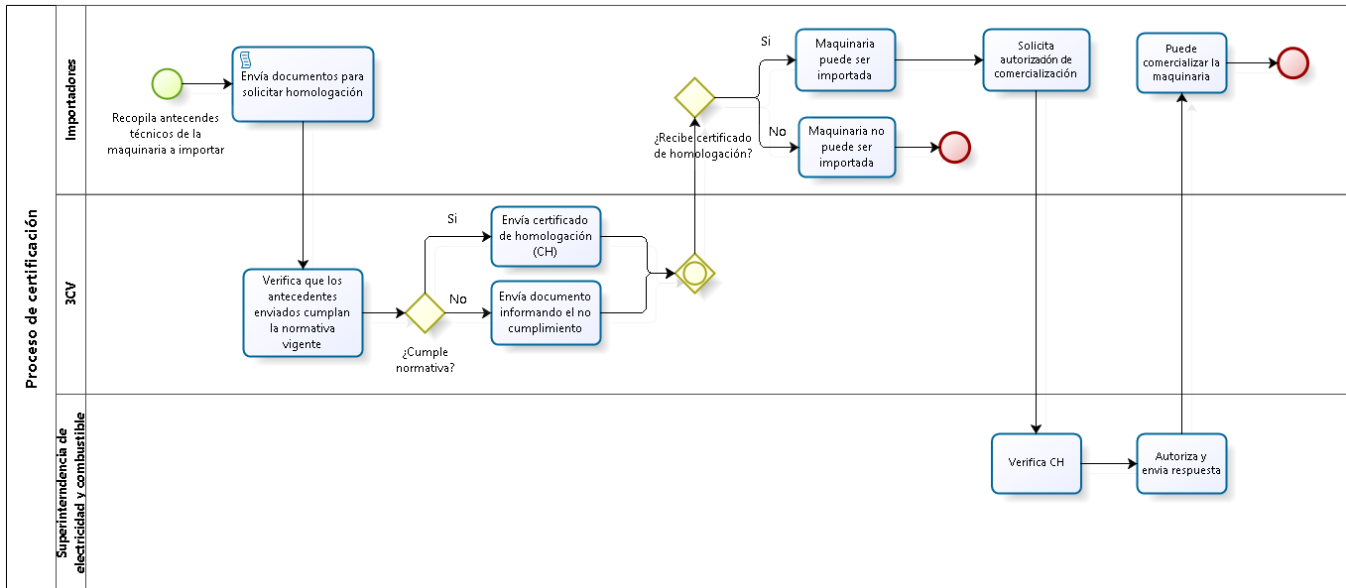 Proceso de certificación
Importadores
Recopila antecendes
técnicos de la
maquinaria a importar
Envía documentos para
solicitar homologación
¿Recibe certificado
de homologación?
Si
Maquinaria
puede ser
importada
No
Maquinaria no
puede ser
importada
Solicita
autorización de
comercialización
Puede
comercializar la
maquinaria
3CV
Verifica que los
antecedentes
enviados cumplan
la normativa
vigente
¿Cumple
normativa?
Si
Envía certificado
de homologación
(CH)
No
Envía documento
informando el no
cumplimiento
Superinterndencia de
electricidad y combustible
Verifica CH
Autoriza y
envia respuesta